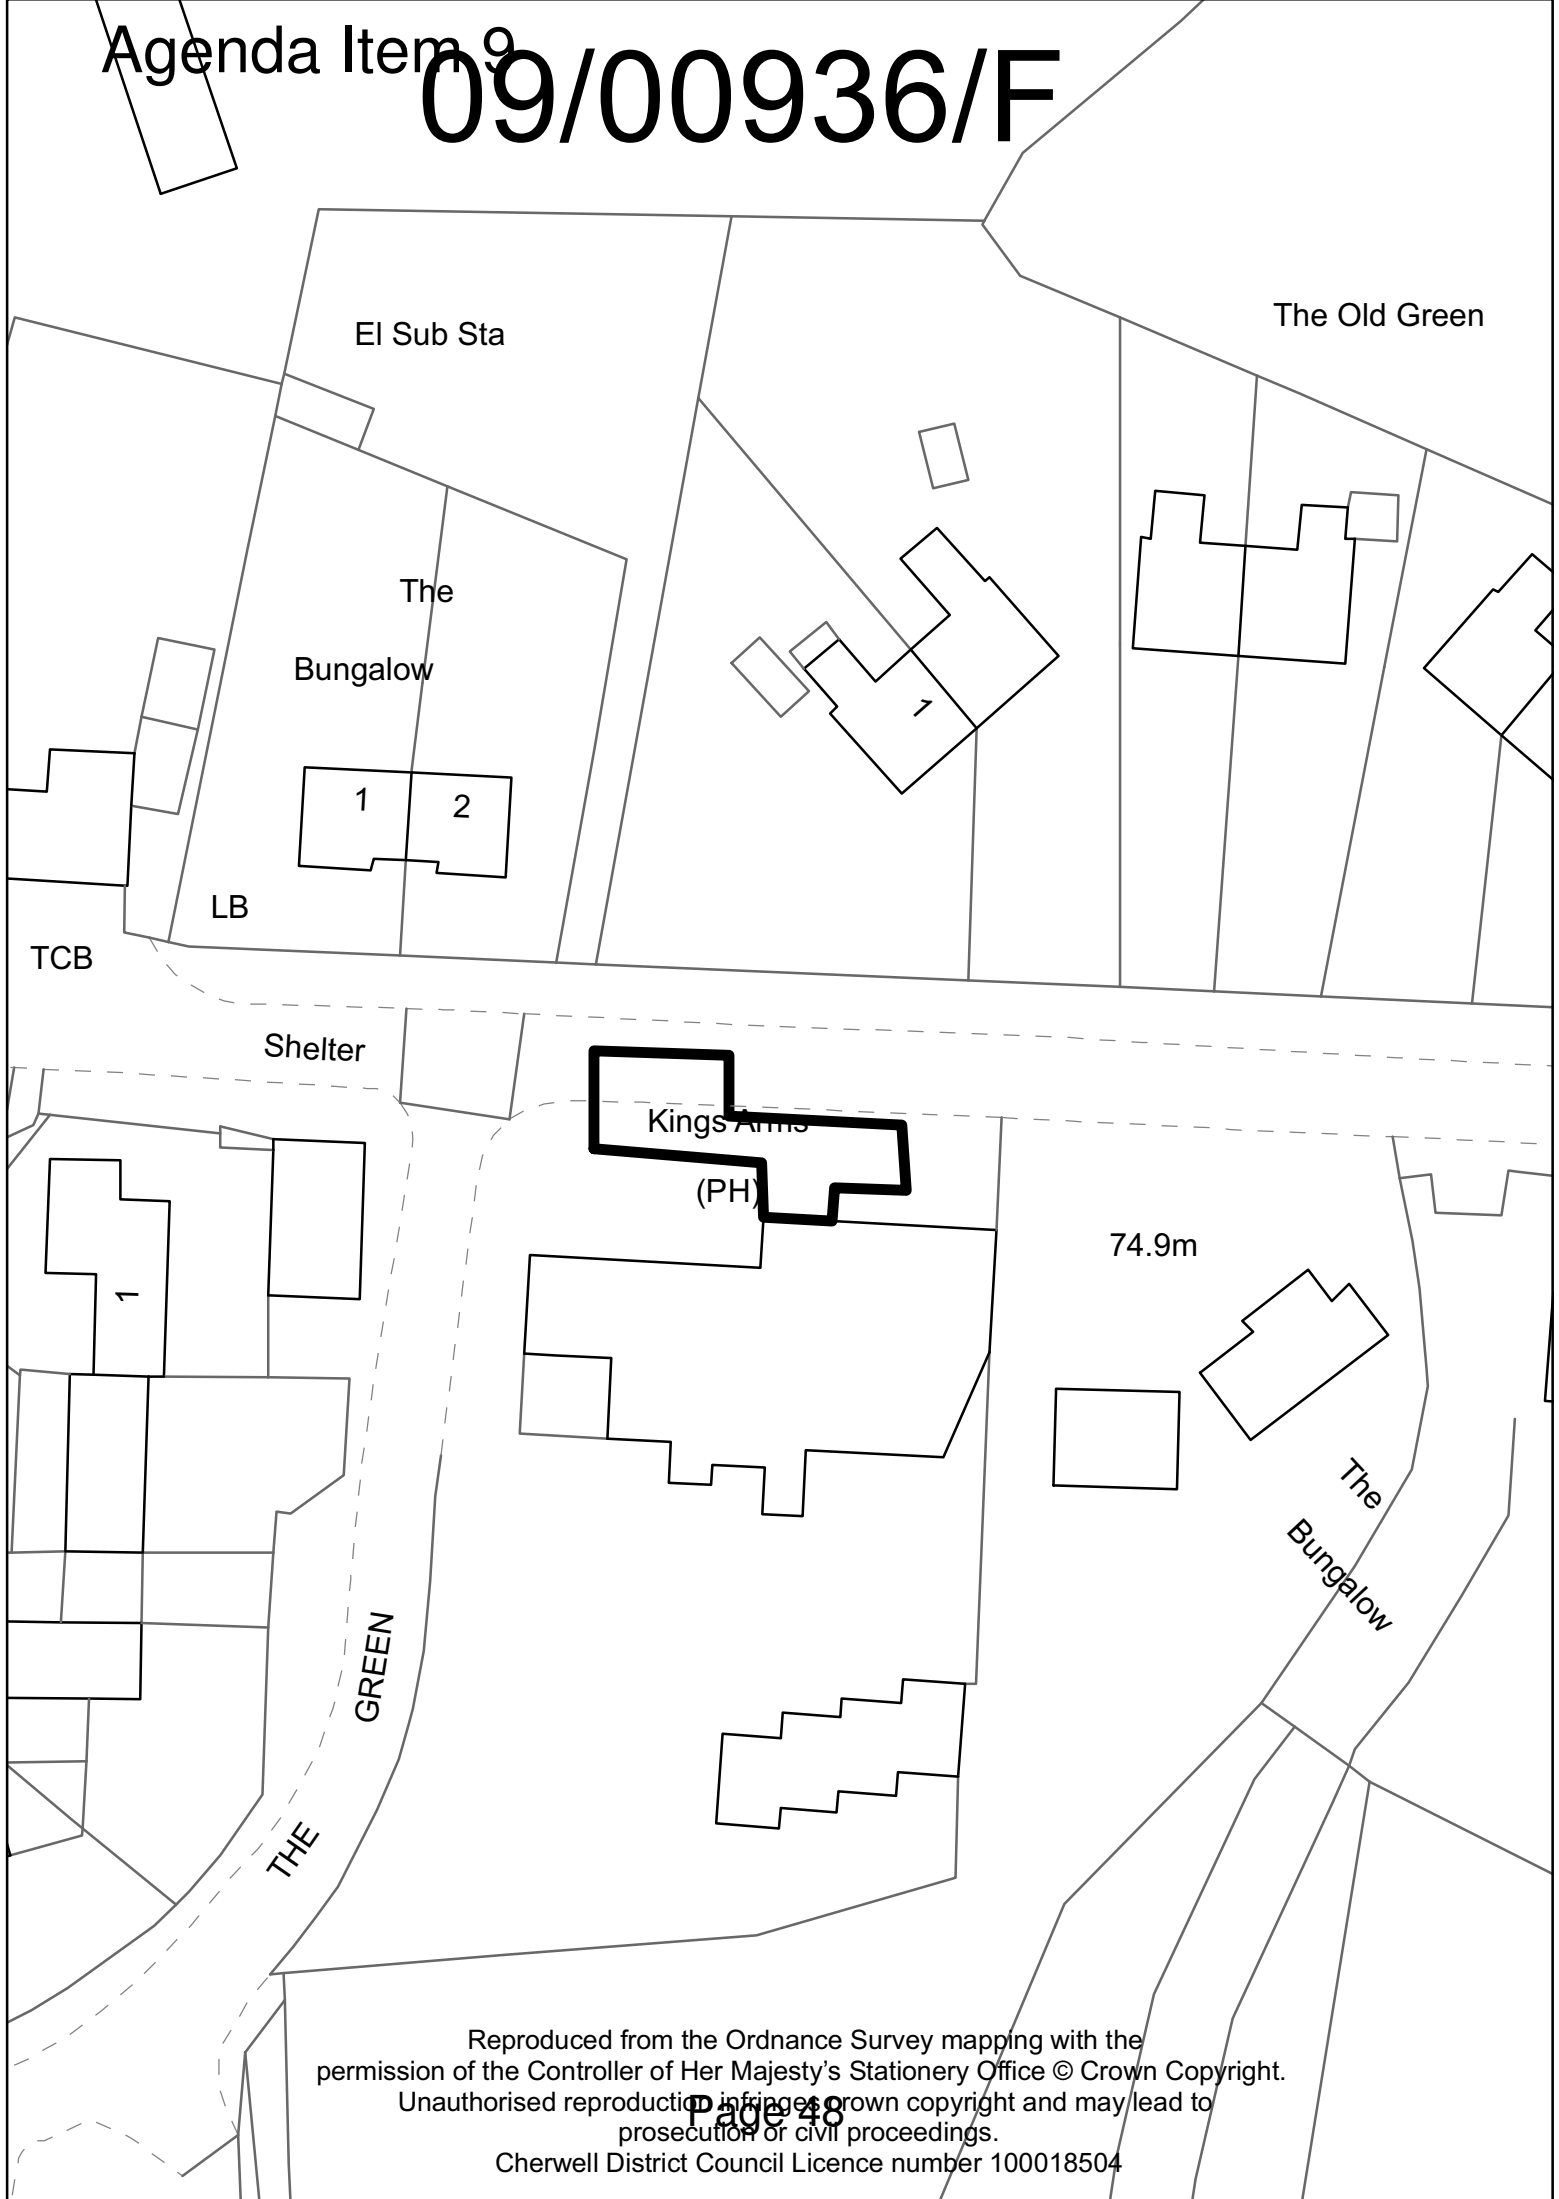 Agenda Item 9
09/00936/F
The Old Green
El Sub Sta
The
Bungalow
1
1
2
LB
TCB
Shelter
Kings Arms
(PH)
74.9m
1
The
Bungalow
GREEN
THE
Reproduced from the Ordnance Survey mapping with the
permission of the Controller of Her Majesty's Stationery Office © Crown Copyright.
Unauthorised reproduction infringes crown copyright and may lead to
Page 48
prosecution or civil proceedings.
Cherwell District Council Licence number 100018504